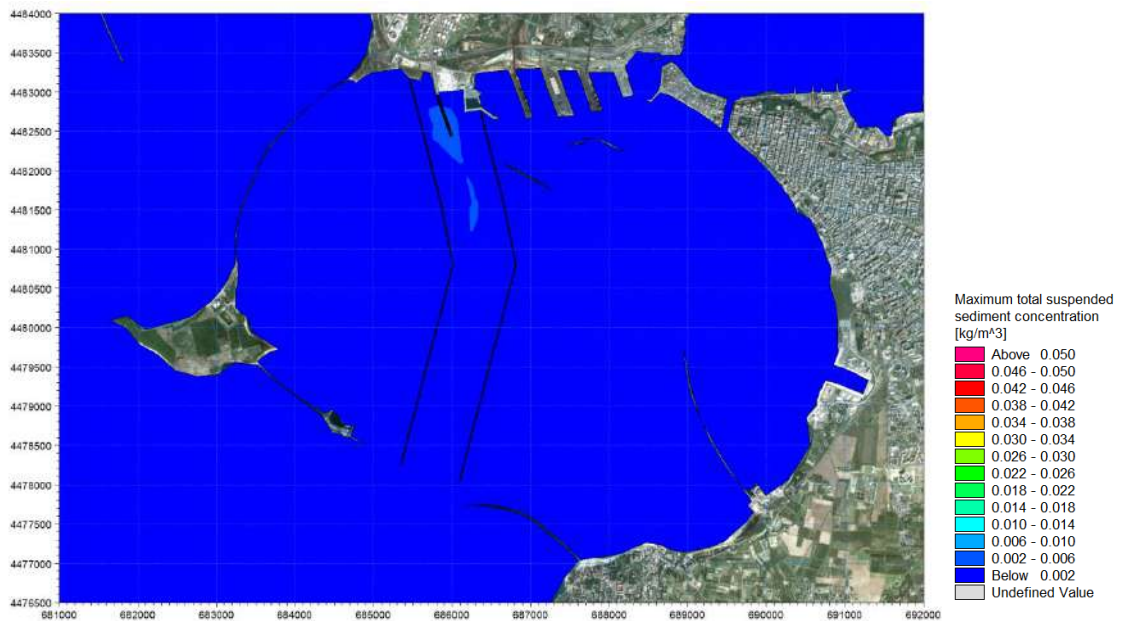 4484000
4483500
4483000
4482500
4482000
4481500
4481000
4480500
4480000
4479500
4479000
4478500
4478000
4477500
4477000
4476500
681000 682000 683000 684000 685000 686000 687000 688000 689000 690000 691000 692000
Maximum total suspended
sediment concentration
[kg/m^3]
Above 0.050
0.046 - 0.050
0.042 - 0.046
0.038 - 0.042
0.034 - 0.038
0.030 - 0.034
0.026 - 0.030
0.022 - 0.026
0.018 - 0.022
0.014 - 0.018
0.010 - 0.014
0.006 - 0.010
0.002 - 0.006
Below 0.002
Undefined Value